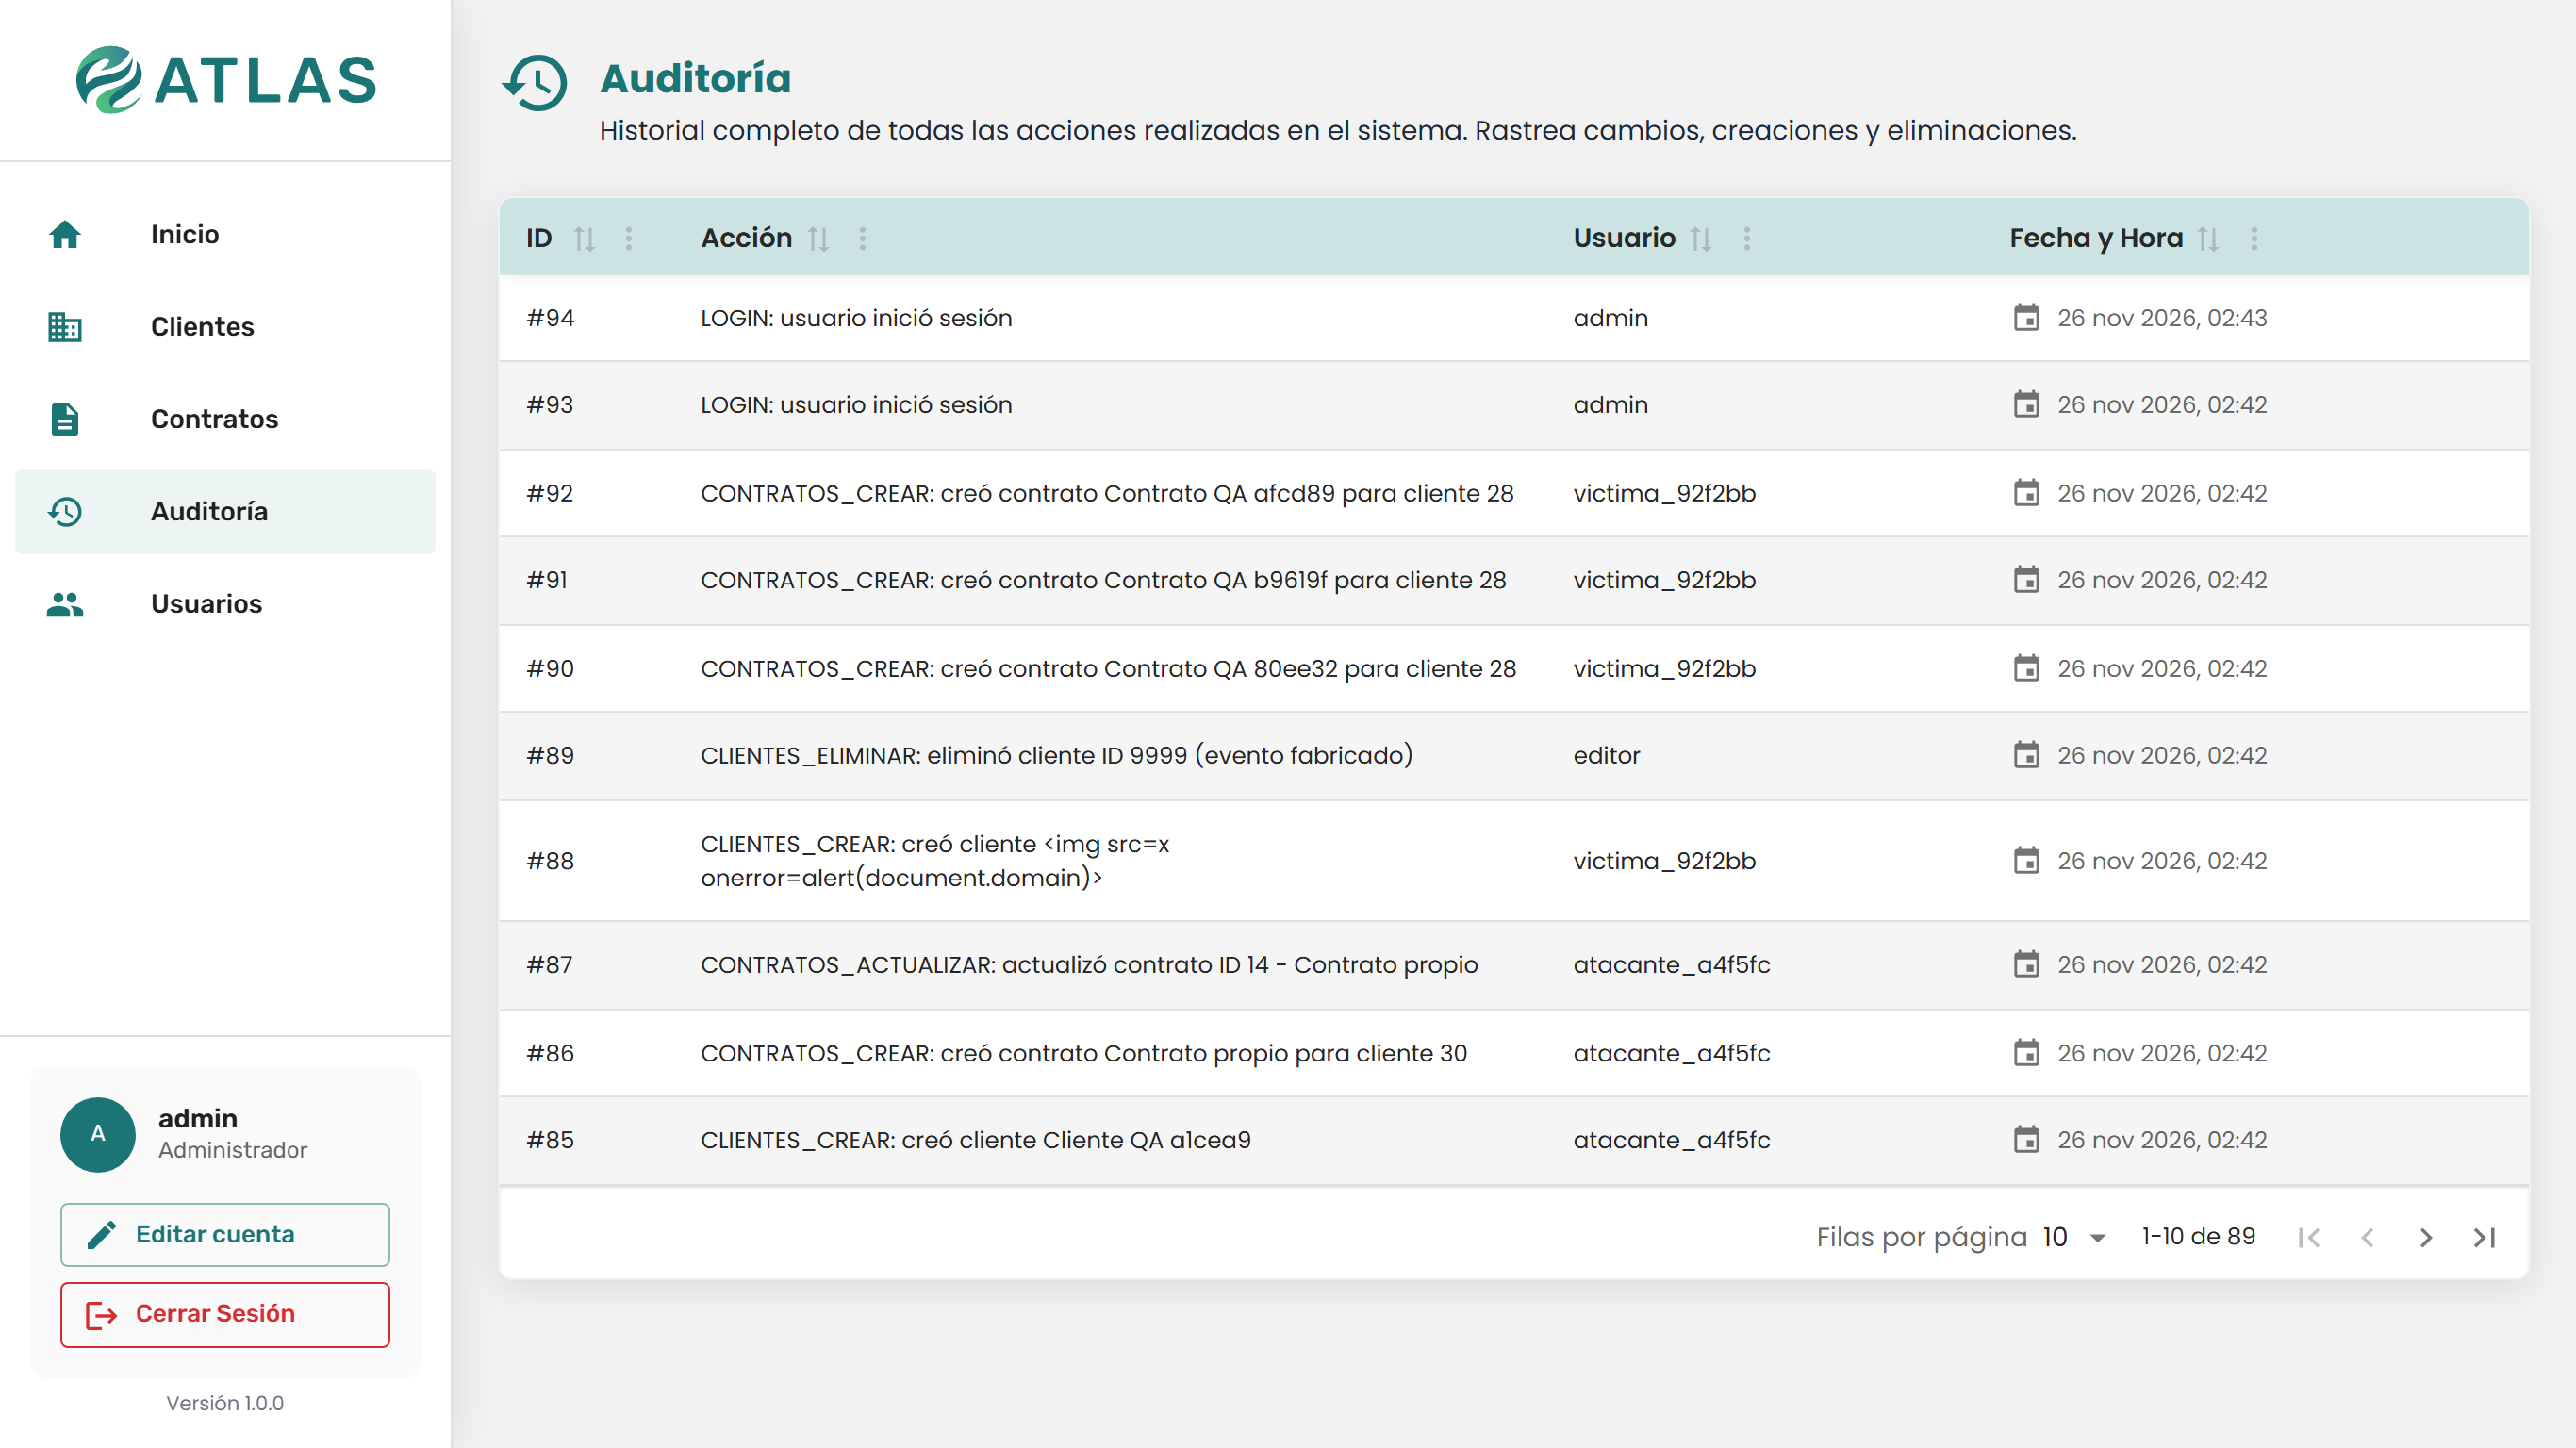 ATLAS
Inicio
Clientes
Contratos
Auditoría
Usuarios
A
admin
Administrador
Editar cuenta
Cerrar Sesión
Versión 1.0.0
Auditoría
Historial completo de todas las acciones realizadas en el sistema. Rastrea cambios, creaciones y eliminaciones.
ID Acción Usuario Fecha y Hora
#94 LOGIN: usuario inició sesión admin 26 nov 2026, 02:43
#93 LOGIN: usuario inició sesión admin 26 nov 2026, 02:42
#92 CONTRATOS_CREAR: creó contrato Contrato QA afcd89 para cliente 28 victima_92f2bb 26 nov 2026, 02:42
#91 CONTRATOS_CREAR: creó contrato Contrato QA b9619f para cliente 28 victima_92f2bb 26 nov 2026, 02:42
#90 CONTRATOS_CREAR: creó contrato Contrato QA 80ee32 para cliente 28 victima_92f2bb 26 nov 2026, 02:42
#89 CLIENTES_ELIMINAR: eliminó cliente ID 9999 (evento fabricado) editor 26 nov 2026, 02:42
#88 CLIENTES_CREAR: creó cliente <img src=x
onerror=alert(document.domain)> victima_92f2bb 26 nov 2026, 02:42
#87 CONTRATOS_ACTUALIZAR: actualizó contrato ID 14 - Contrato propio atacante_a4f5fc 26 nov 2026, 02:42
#86 CONTRATOS_CREAR: creó contrato Contrato propio para cliente 30 atacante_a4f5fc 26 nov 2026, 02:42
#85 CLIENTES_CREAR: creó cliente Cliente QA a1cea9 atacante_a4f5fc 26 nov 2026, 02:42
Filas por página 10 1-10 de 89